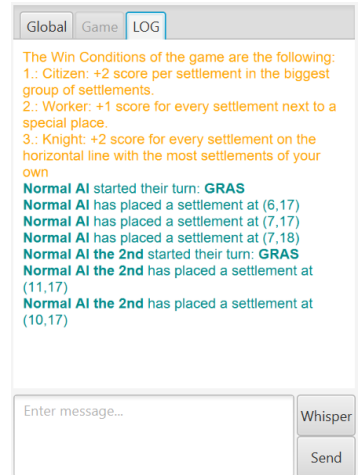 Global Game LOG
The Win Conditions of the game are the following:
1.: Citizen: +2 score per settlement in the biggest
group of settlements.
2.: Worker: +1 score for every settlement next to a
special place.
3.: Knight: +2 score for every settlement on the
horizontal line with the most settlements of your
own
Normal AI started their turn: GRAS
Normal AI has placed a settlement at (6,17)
Normal AI has placed a settlement at (7,17)
Normal AI has placed a settlement at (7,18)
Normal AI the 2nd started their turn: GRAS
Normal AI the 2nd has placed a settlement at
(11,17)
Normal AI the 2nd has placed a settlement at
(10,17)
Enter message...
Whisper
Send